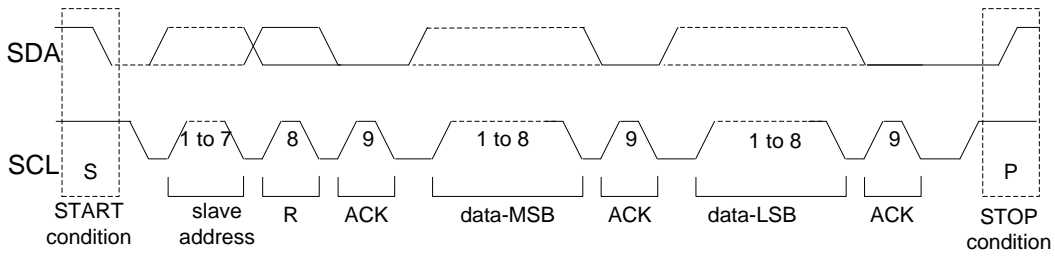 SDA
1 to 7 8 9 1 to 8 9 1 to 8 9
SCL S P
START condition
slave address
R
ACK
data-MSB
ACK
data-LSB
ACK
STOP condition